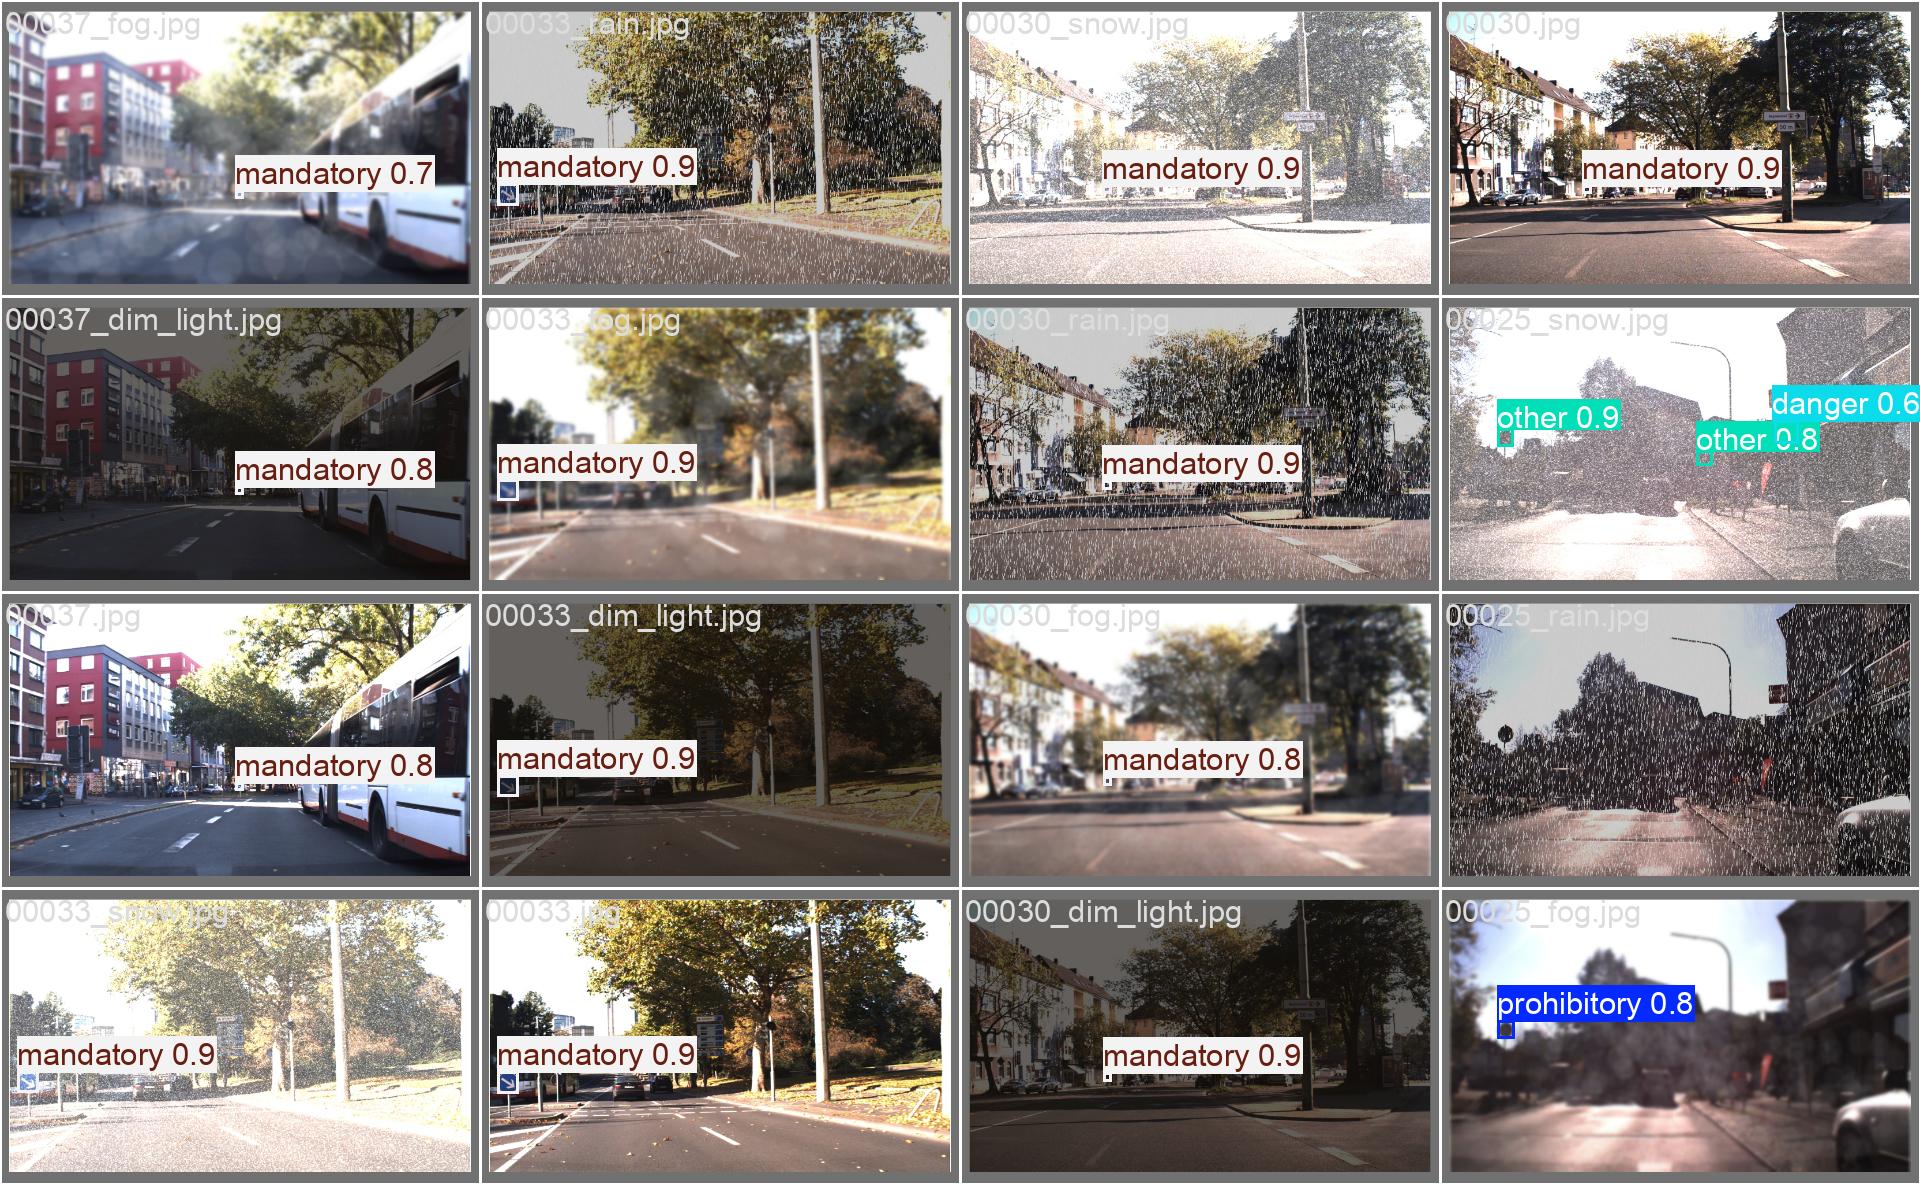 00037_fog.jpg
mandatory 0.7
00033_rain.jpg
mandatory 0.9
00030_snow.jpg
mandatory 0.9
00030.jpg
mandatory 0.9
00037_dim_light.jpg
mandatory 0.8
00033_fog.jpg
mandatory 0.9
00030_rain.jpg
mandatory 0.9
00025_snow.jpg
other 0.9
danger 0.6
other 0.8
00037.jpg
mandatory 0.8
00033_dim_light.jpg
mandatory 0.9
00030_fog.jpg
mandatory 0.8
00025_rain.jpg
00033_snow.jpg
mandatory 0.9
00033.jpg
mandatory 0.9
00030_dim_light.jpg
mandatory 0.9
00025_fog.jpg
prohibitory 0.8